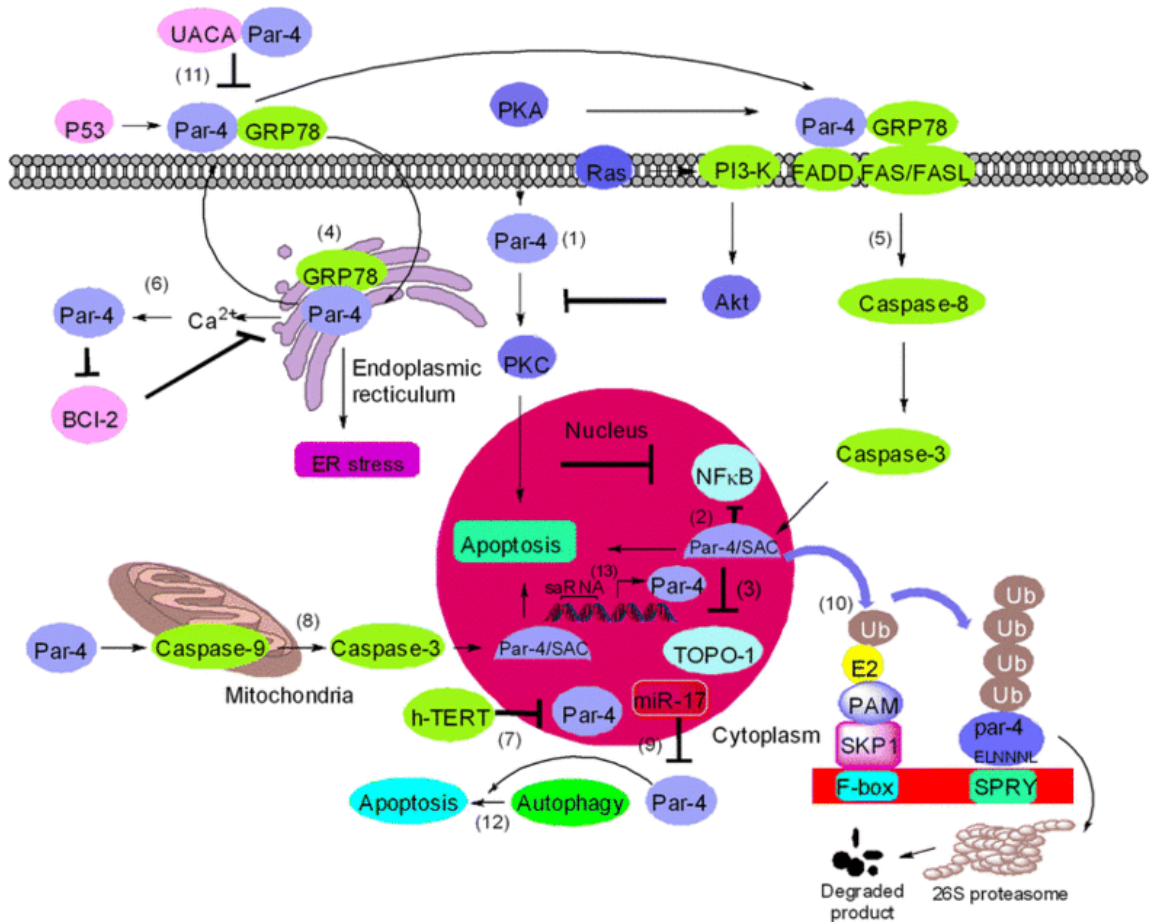 UACA Par-4
(11)
P53
Par-4 GRP78
PKA
Par-4 GRP78
Ras
PI3-K
FADD FAS/FASL
(4)
GRP78
Par-4
Par-4 (1)
(5)
(6)
Par-4
Ca2+
Akt
Caspase-8
PKC
Endoplasmic
recticulum
BCI-2
ER stress
Nucleus
NFκB
Caspase-3
(2)
Apoptosis
Par-4/SAC
saRNA (13)
Par-4
(3)
(10)
Ub
Ub
Ub
Ub
Ub
Par-4
Caspase-9
(8)
Caspase-3
Par-4/SAC
TOPO-1
E2
Mitochondria
PAM
h-TERT
(7)
Par-4
miR-17
(9)
Cytoplasm
SKP1
par-4
ELNNNL
F-box
SPRY
Apoptosis
(12)
Autophagy
Par-4
Degraded
product
26S proteasome